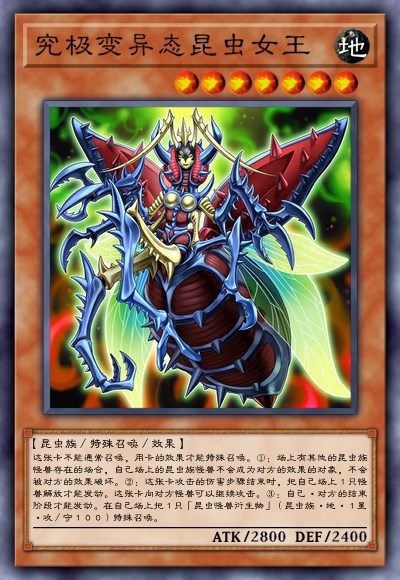 究极变异态昆虫女王
地
【昆虫族／特殊召唤／效果】
这张卡不能通常召唤，用卡的效果才能特殊召唤。①：场上有其他的昆虫族
怪兽存在的场合，自己场上的昆虫族怪兽不会成为对方的效果的对象，不会
被对方的效果破坏。②：这张卡攻击的伤害步骤结束时，把自己场上1只怪
兽解放才能发动。这张卡向对方怪兽可以继续攻击。③：自己·对方的结束
阶段才能发动。在自己场上把1只「昆虫怪兽衍生物」（昆虫族·地·1星
·攻／守100）特殊召唤。
ATK/2800 DEF/2400